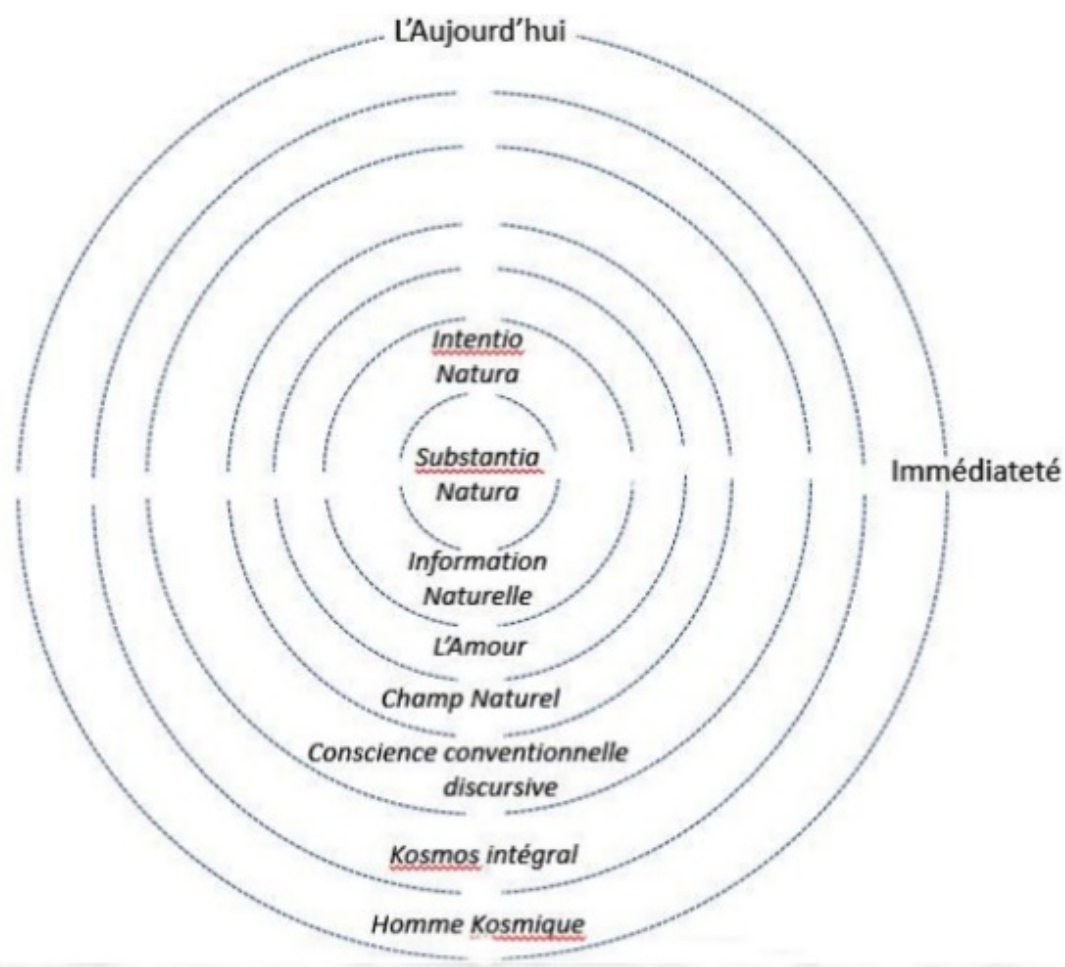 L'Aujourd'hui
Intentio
Natura
Substantia
Natura
Immédiateté
Information
Naturelle
L'Amour
Champ Naturel
Conscience conventionnelle
discursive
Kosmos intégral
Homme Kosmique